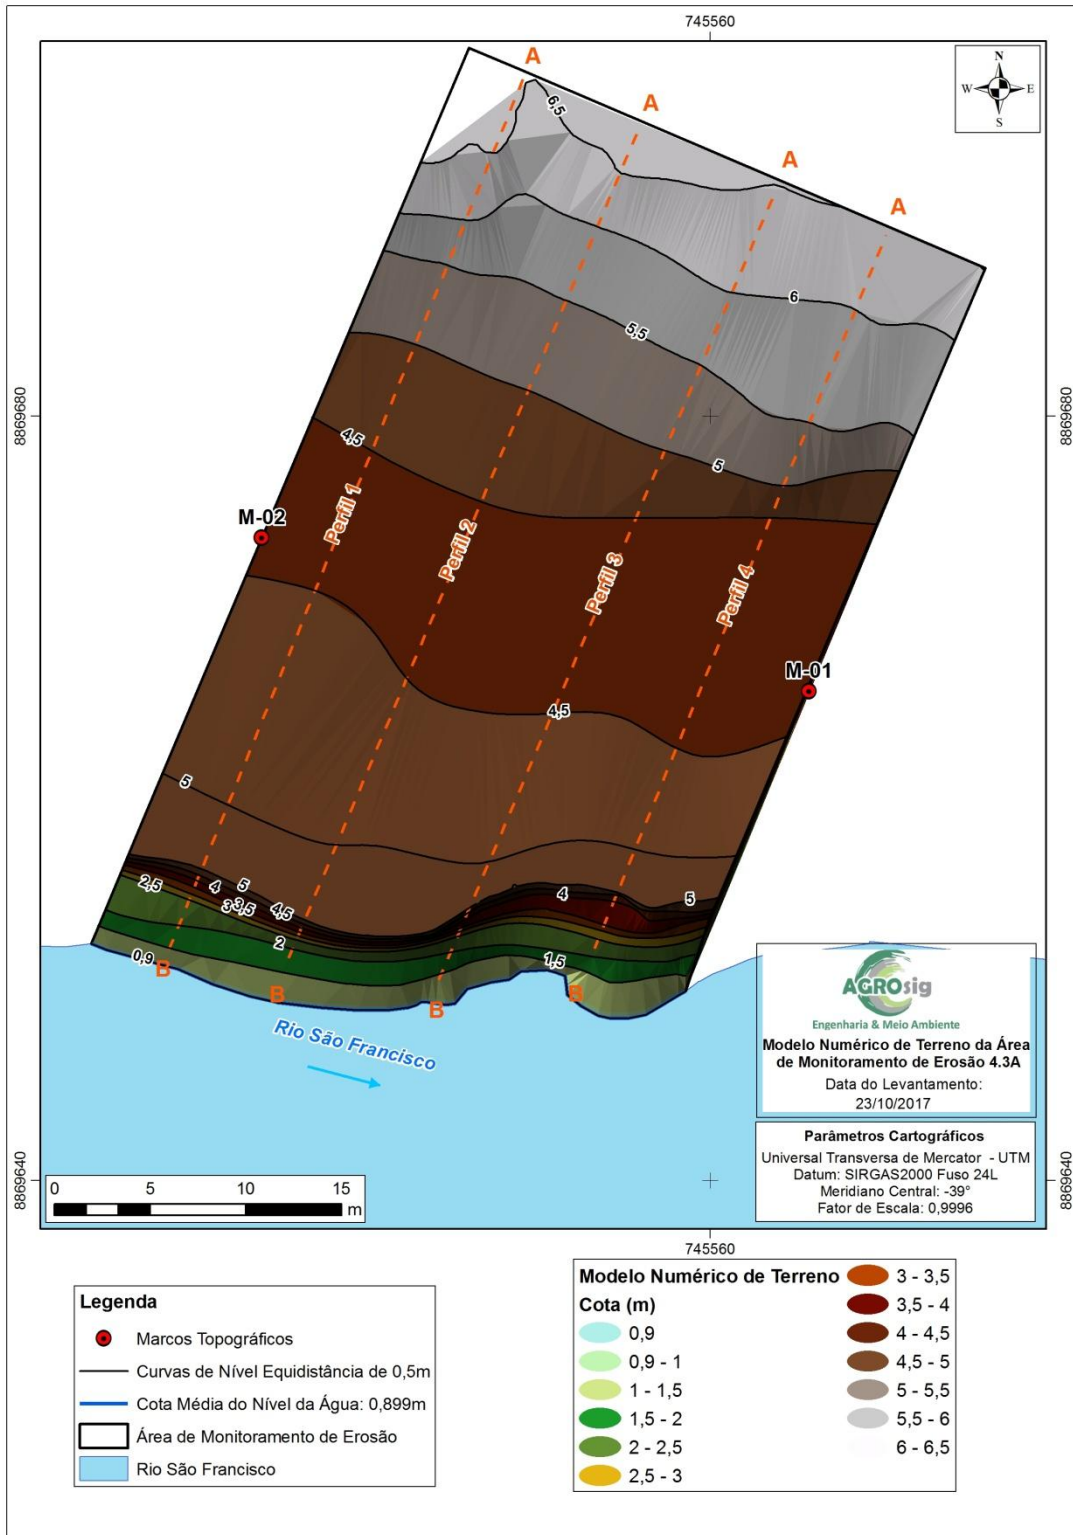 745560
N
W E
S
A
A
A
A
6,5
6
5,5
8869680
8869680
5
4,5
M-02
Perfil 1
Perfil 2
Perfil 3
Perfil 4
M-01
4,5
5
2,5
4
5
3
3,5
4,5
4
5
2
0,9
1,5
B
B
B
B
Rio São Francisco
AGROsig
Engenharia & Meio Ambiente
Modelo Numérico de Terreno da Área
de Monitoramento de Erosão 4.3A
Data do Levantamento:
23/10/2017
Parâmetros Cartográficos
Universal Transversa de Mercator - UTM
Datum: SIRGAS2000 Fuso 24L
Meridiano Central: -39°
Fator de Escala: 0,9996
8869640
8869640
0 5 10 15
m
745560
Legenda
Marcos Topográficos
Curvas de Nível Equidistância de 0,5m
Cota Média do Nível da Água: 0,899m
Área de Monitoramento de Erosão
Rio São Francisco
Modelo Numérico de Terreno
Cota (m)
0,9
0,9 - 1
1 - 1,5
1,5 - 2
2 - 2,5
2,5 - 3
3 - 3,5
3,5 - 4
4 - 4,5
4,5 - 5
5 - 5,5
5,5 - 6
6 - 6,5